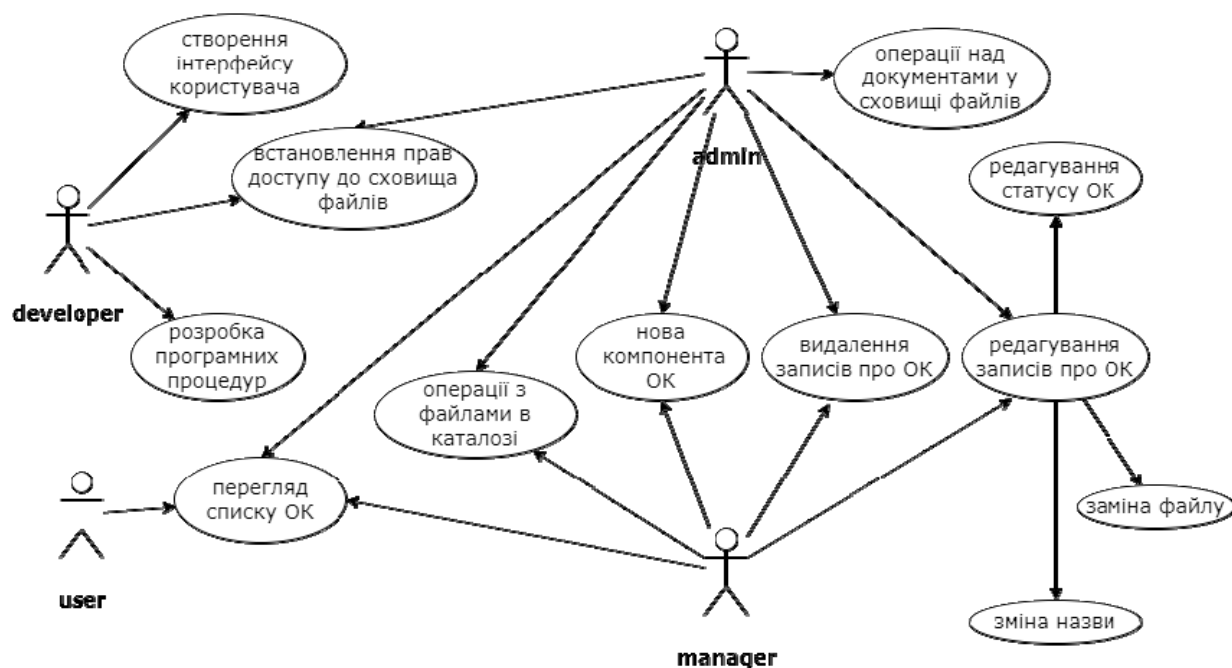 створення
інтерфейсу
користувача
операції над
документами у
сховищі файлів
admin
встановлення прав
доступу до сховища
файлів
редагування
статусу ОК
developer
розробка
програмних
процедур
нова
компонента
ОК
видалення
записів про ОК
редагування
записів про ОК
операції з
файлами в
каталозі
перегляд
списку ОК
заміна файлу
user
зміна назви
manager